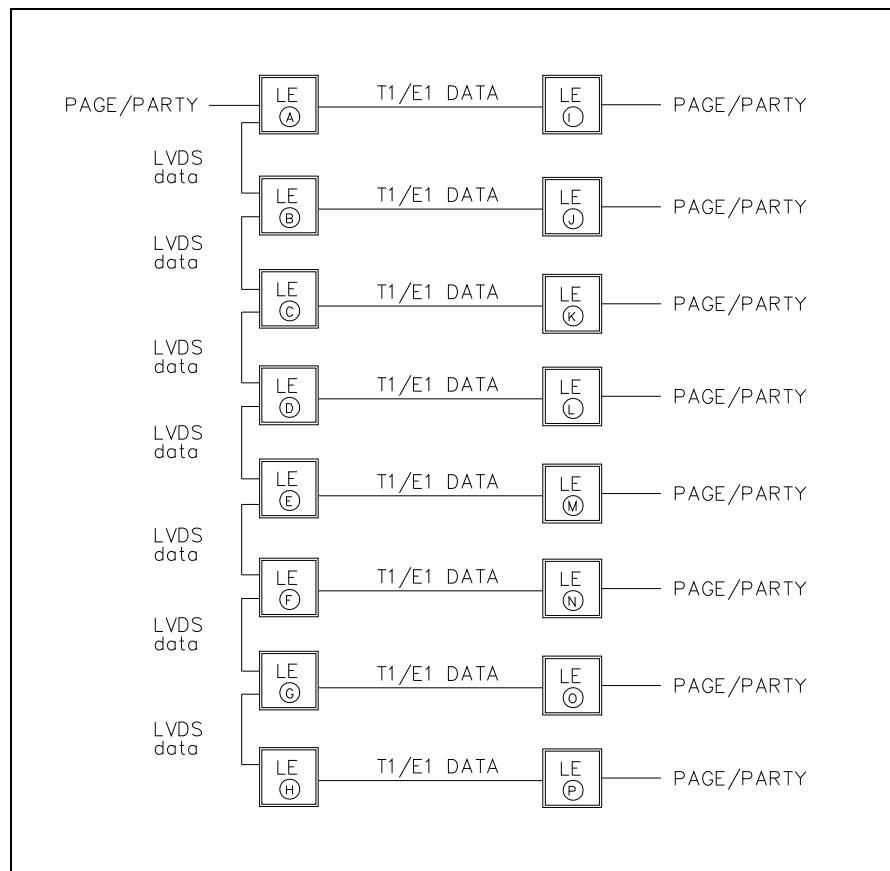 PAGE/PARTY LE A T1/E1 DATA LE I PAGE/PARTY
LVDS
data
LE B T1/E1 DATA LE J PAGE/PARTY
LVDS
data
LE C T1/E1 DATA LE K PAGE/PARTY
LVDS
data
LE D T1/E1 DATA LE L PAGE/PARTY
LVDS
data
LE E T1/E1 DATA LE M PAGE/PARTY
LVDS
data
LE F T1/E1 DATA LE N PAGE/PARTY
LVDS
data
LE G T1/E1 DATA LE O PAGE/PARTY
LVDS
data
LE H T1/E1 DATA LE P PAGE/PARTY